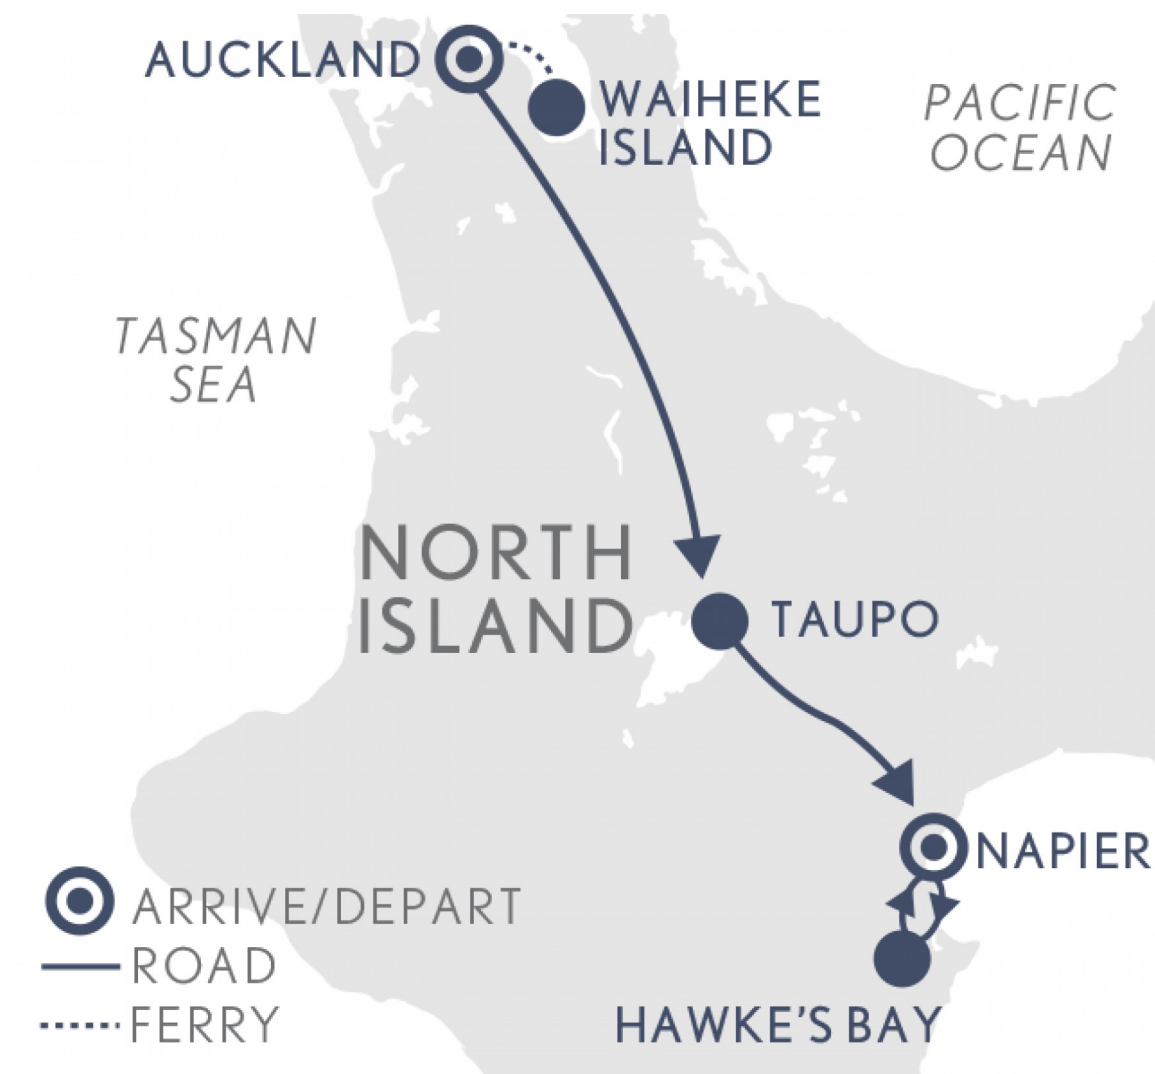 AUCKLAND
WAIHEKE
ISLAND
PACIFIC
OCEAN
TASMAN
SEA
NORTH
ISLAND
TAUPO
NAPIER
ARRIVE/DEPART
ROAD
FERRY
HAWKE'S BAY